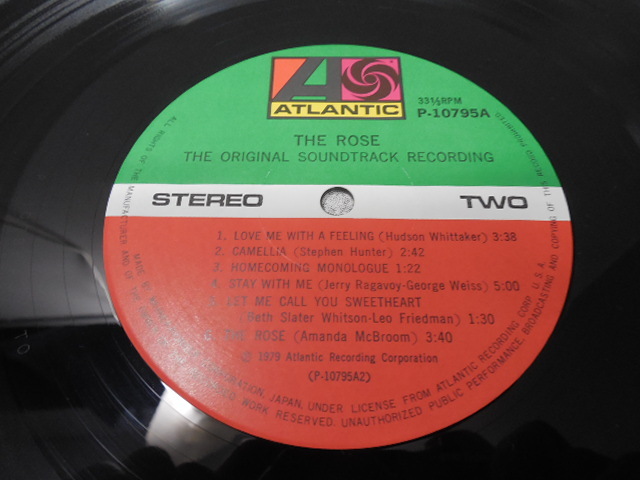 ATLANTIC
33⅓RPM
P-10795A
THE ROSE
THE ORIGINAL SOUNDTRACK RECORDING
STEREO
TWO
1. LOVE ME WITH A FEELING (Hudson Whittaker) 3:38
2. CAMELLIA (Stephen Hunter) 2:42
3. HOMECOMING MONOLOGUE 1:22
4. STAY WITH ME (Jerry Ragavoy-George Weiss) 5:00
5. LET ME CALL YOU SWEETHEART
(Beth Slater Whitson-Leo Friedman) 1:30
6. THE ROSE (Amanda McBroom) 3:40
℗ 1979 Atlantic Recording Corporation
(P-10795A2)
ALL RIGHTS OF THE MANUFACTURER AND OF THE
WORK RESERVED. UNAUTHORIZED PUBLIC PERFORMANCE, BROADCASTING AND COPYING OF THIS RECORD PROHIBITED
CORPORATION, JAPAN, UNDER LICENSE FROM ATLANTIC RECORDING CORP. U.S.A.